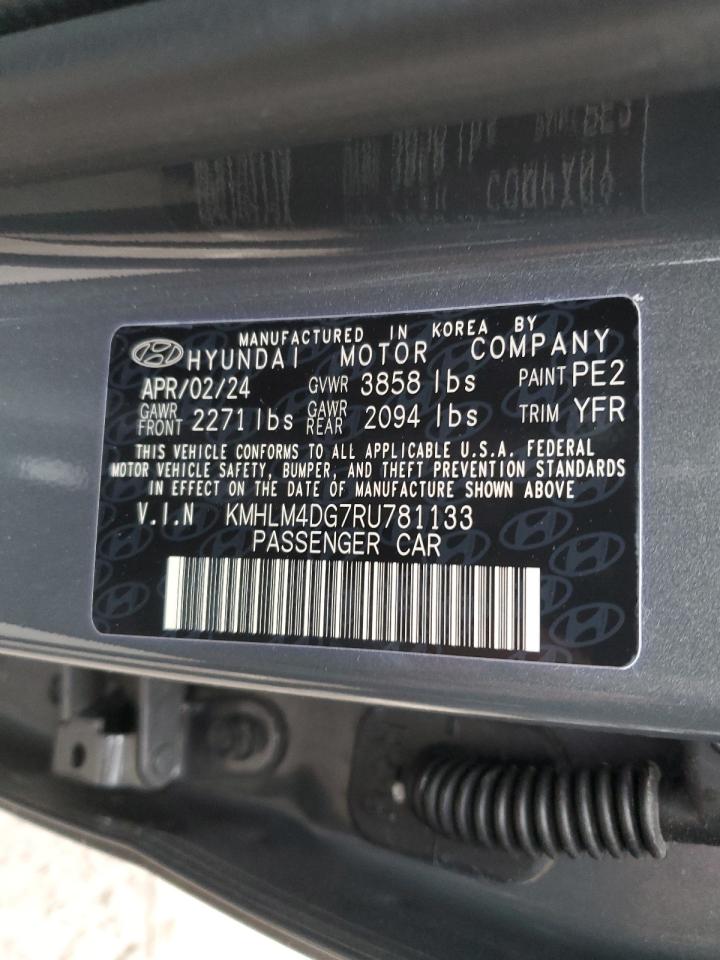 MANUFACTURED IN KOREA BY
HYUNDAI MOTOR COMPANY
APR/02/24 GVWR 3858 lbs PAINT PE2
GAWR FRONT 2271 lbs GAWR REAR 2094 lbs TRIM YFR
THIS VEHICLE CONFORMS TO ALL APPLICABLE U.S.A. FEDERAL
MOTOR VEHICLE SAFETY, BUMPER, AND THEFT PREVENTION STANDARDS
IN EFFECT ON THE DATE OF MANUFACTURE SHOWN ABOVE
V.I.N KMHLM4DG7RU781133
PASSENGER CAR